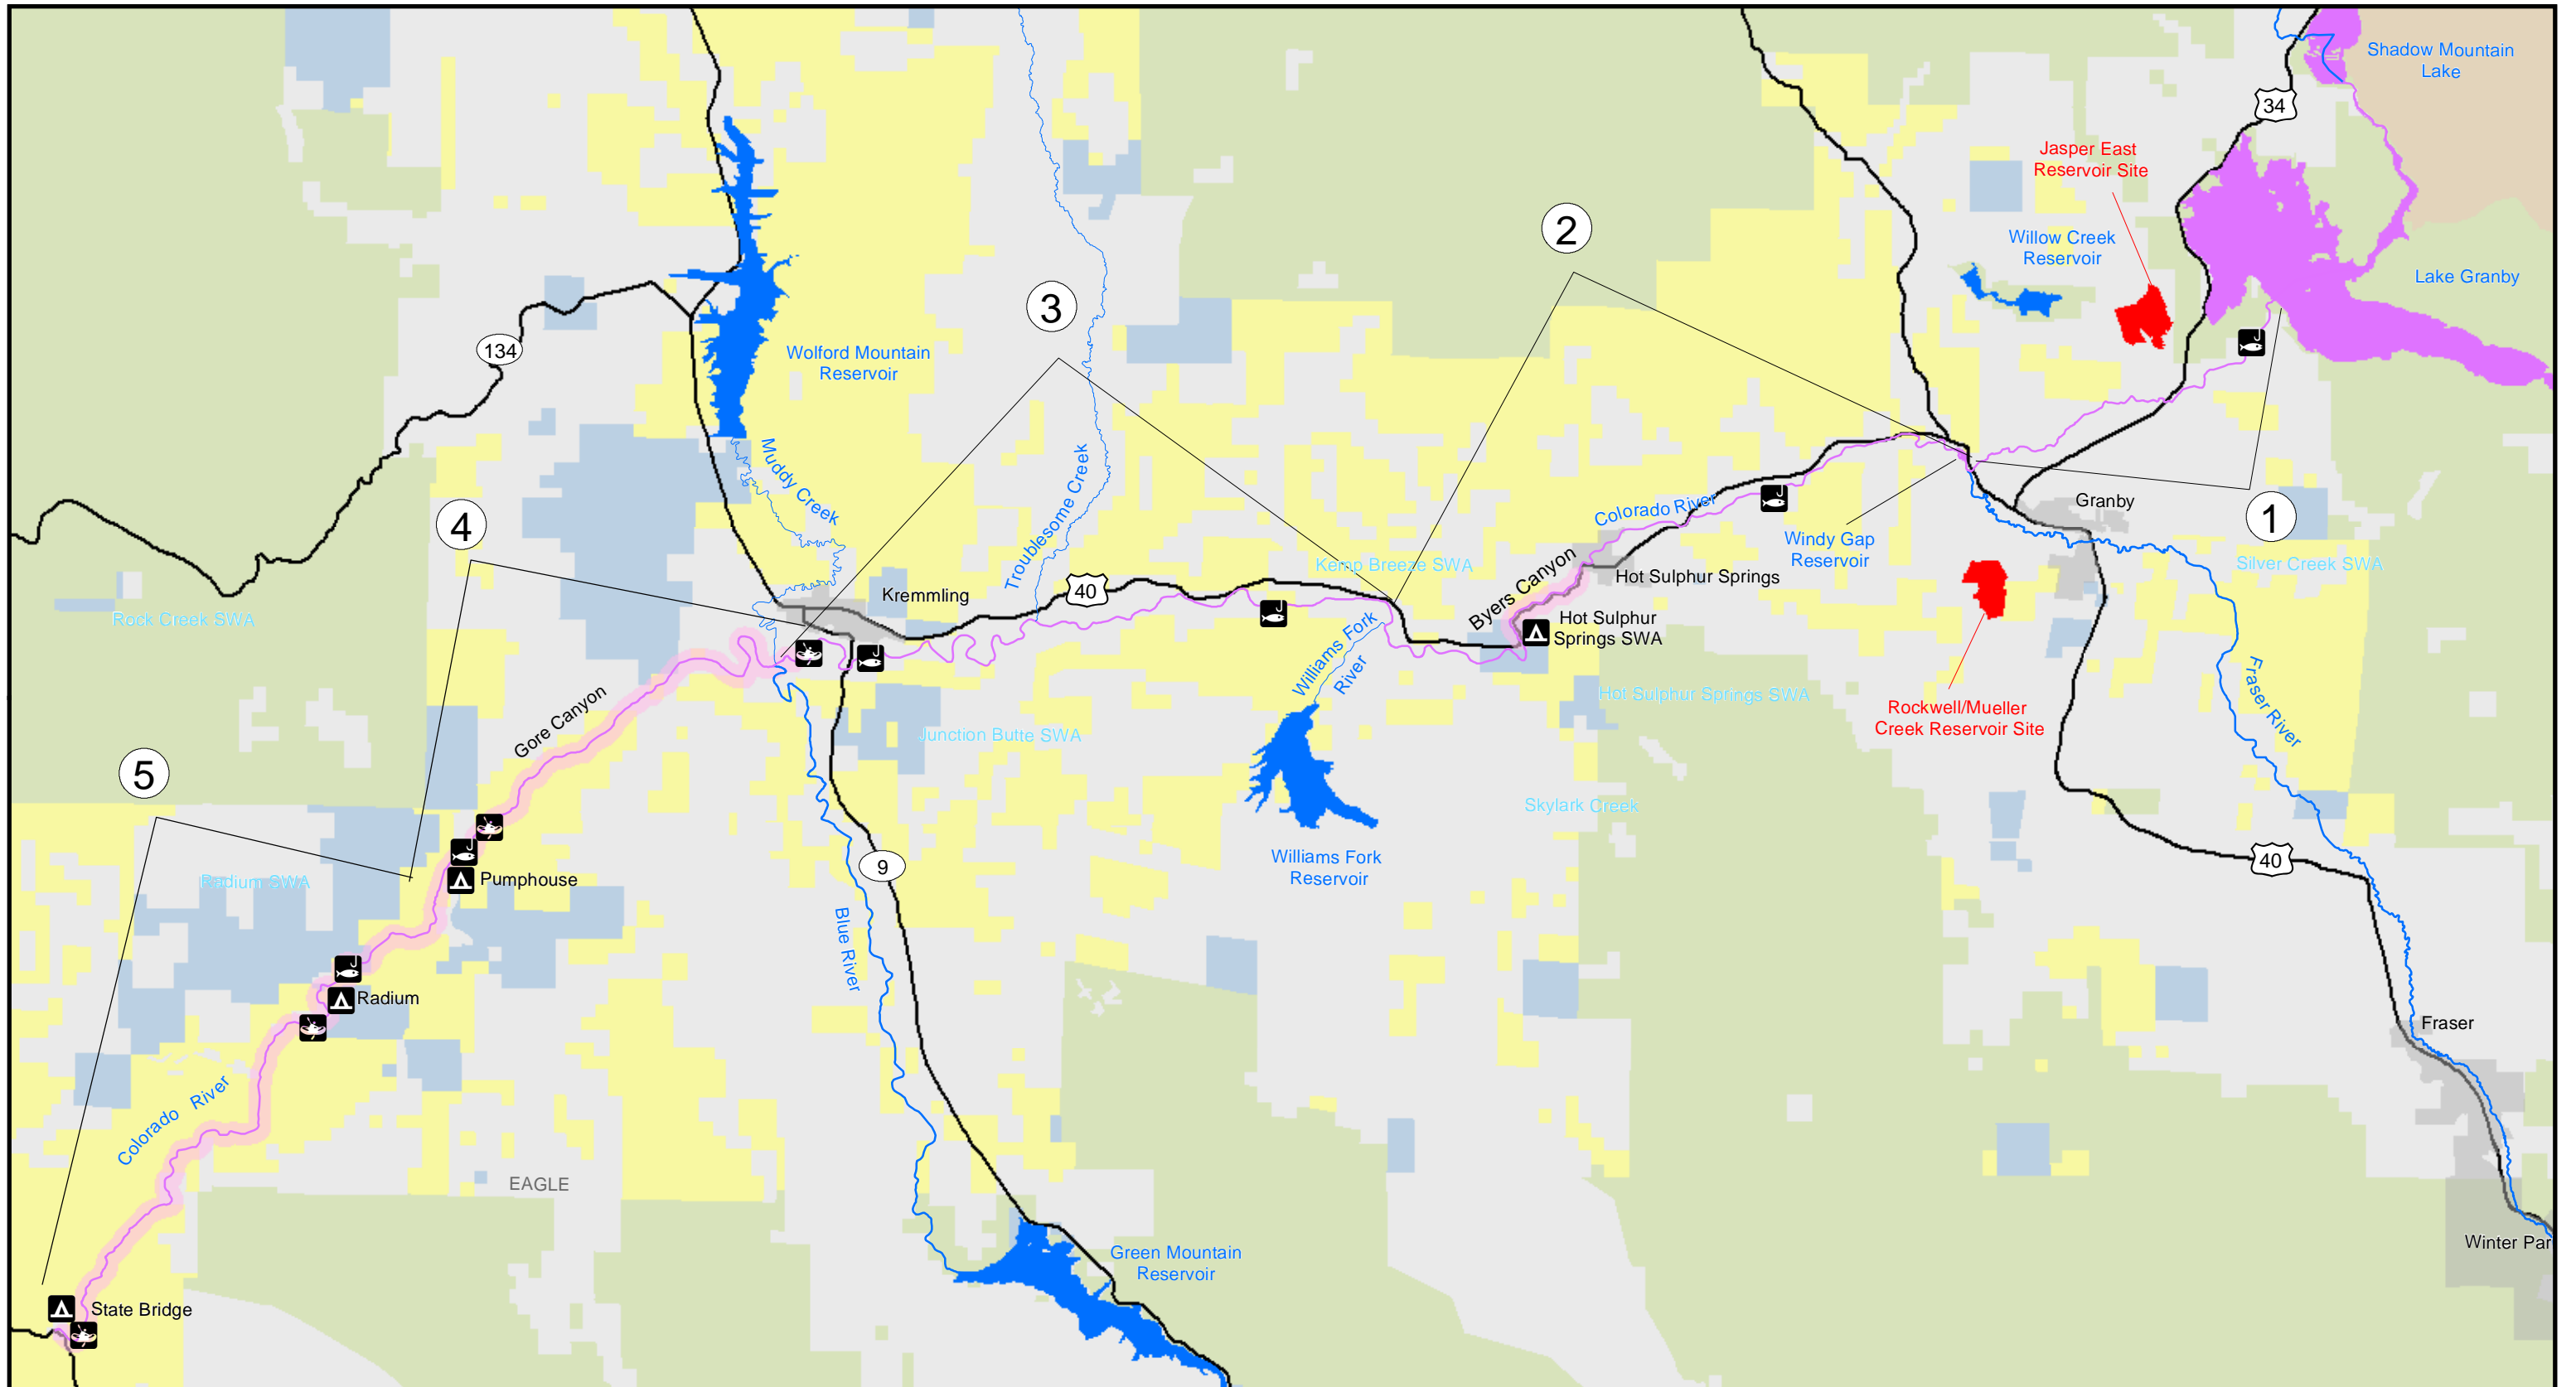 Shadow Mountain
Lake
34
Jasper East
Reservoir Site
2
Willow Creek
Reservoir
Lake Granby
3
134
Wolford Mountain
Reservoir
Muddy Creek
Troublesome Creek
4
Colorado River
Granby
1
Windy Gap
Reservoir
Silver Creek SWA
Kemp Breeze SWA
Byers Canyon
Hot Sulphur Springs
40
Kremmling
Rock Creek SWA
Hot Sulphur
Springs SWA
Williams Fork
River
Fraser River
Hot Sulphur Springs SWA
Rockwell/Mueller
Creek Reservoir Site
Gore Canyon
Junction Butte SWA
5
Skylark Creek
Williams Fork
Reservoir
40
9
Radium SWA
Pumphouse
Blue River
Radium
Fraser
Colorado River
EAGLE
Winter Par
Green Mountain
Reservoir
State Bridge